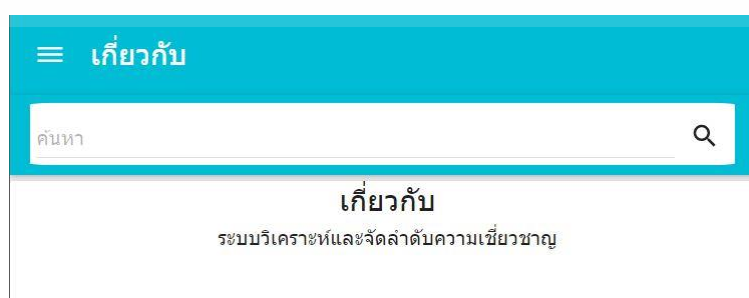 เกี่ยวกับ
ค้นหา
เกี่ยวกับ
ระบบวิเคราะห์และจัดลำดับความเชี่ยวชาญ